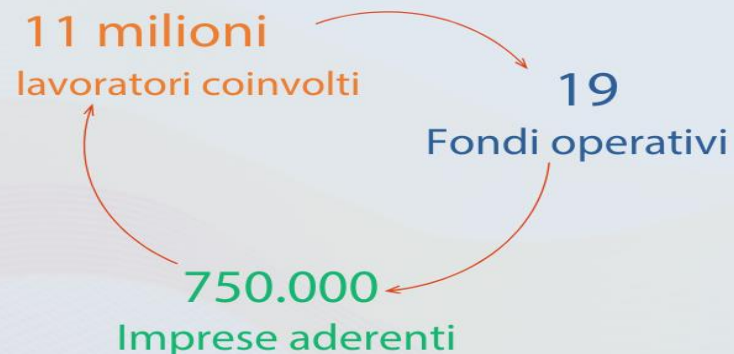 11 milioni
lavoratori coinvolti
19
Fondi operativi
750.000
Imprese aderenti